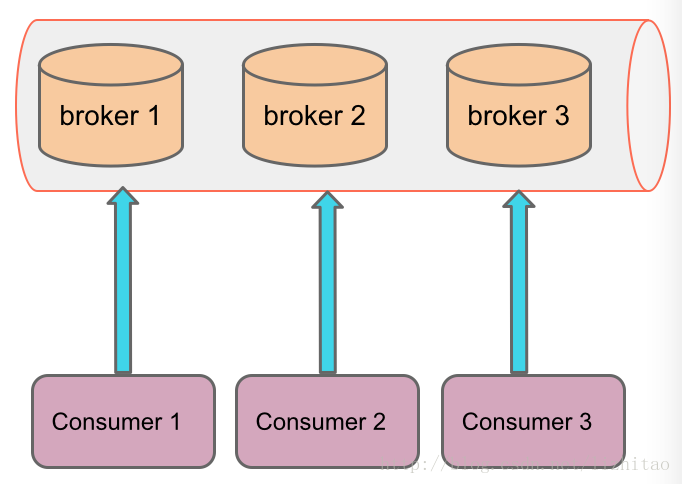 broker 1
broker 2
broker 3
Consumer 1
Consumer 2
Consumer 3